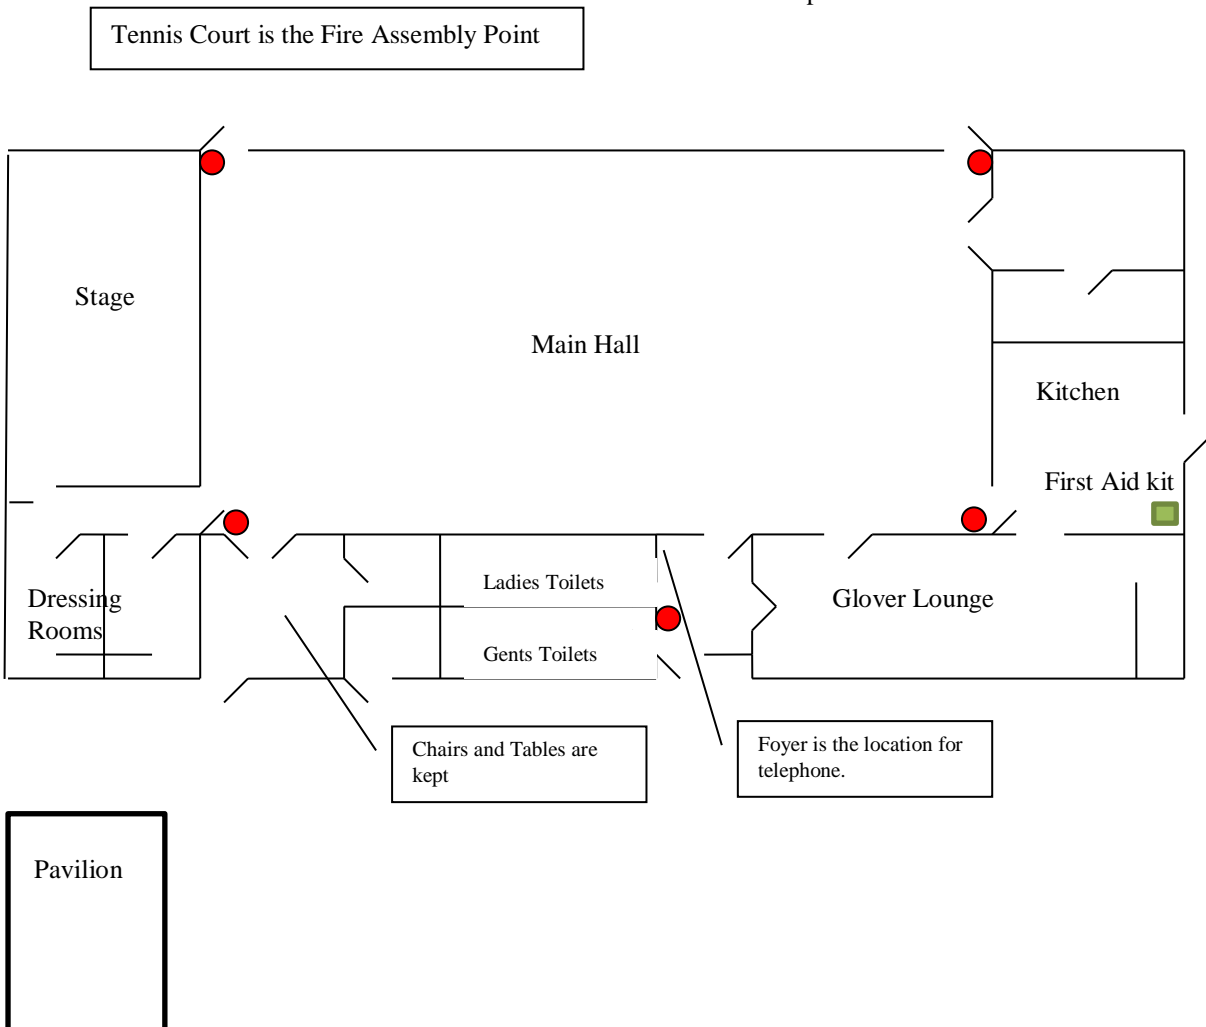 Tennis Court is the Fire Assembly Point
Stage
Main Hall
Kitchen
First Aid kit
Ladies Toilets
Dressing
Rooms
Glover Lounge
Gents Toilets
Chairs and Tables are
kept
Foyer is the location for
telephone.
Pavilion